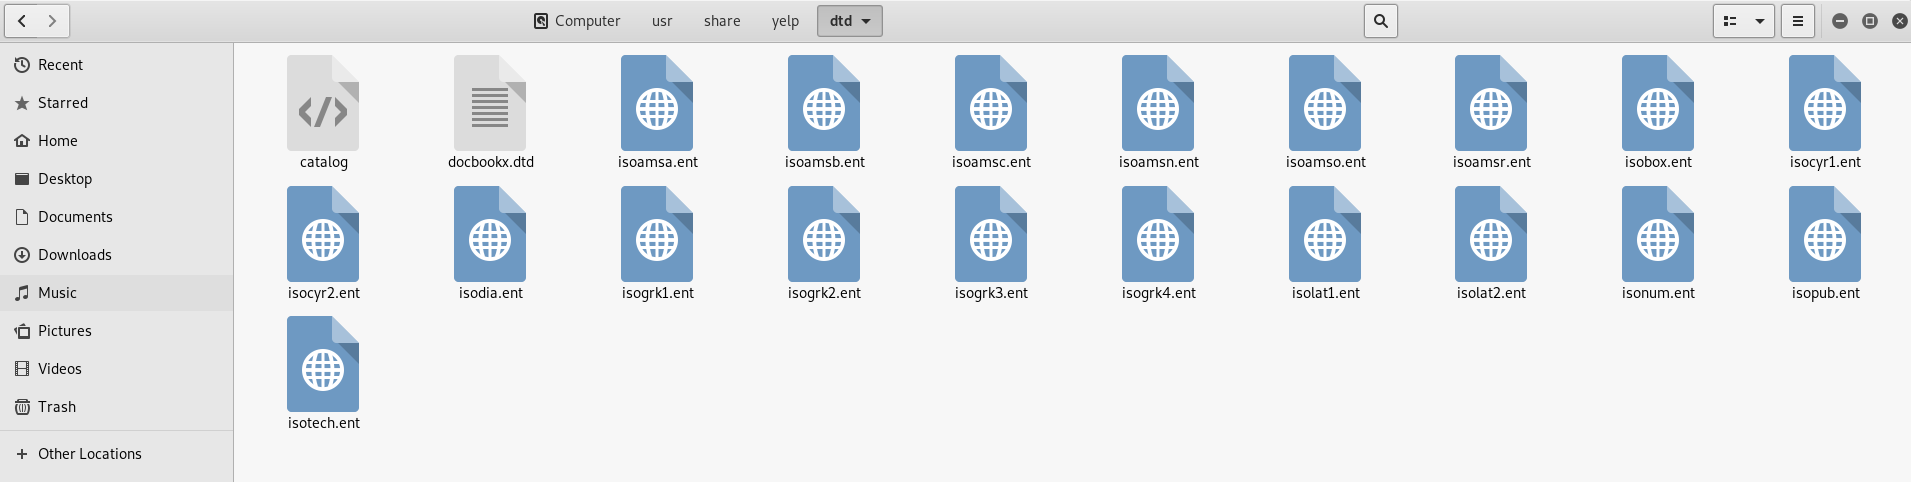 Computer usr share yelp dtd
Recent
Starred
Home
Desktop
Documents
Downloads
Music
Pictures
Videos
Trash
Other Locations
catalog docbookx.dtd isoamsa.ent isoamsb.ent isoamsc.ent isoamsn.ent isoamso.ent isoamsr.ent isobox.ent isocyr1.ent
isocyr2.ent isodia.ent isogrk1.ent isogrk2.ent isogrk3.ent isogrk4.ent isolat1.ent isolat2.ent isonum.ent isopub.ent
isotech.ent